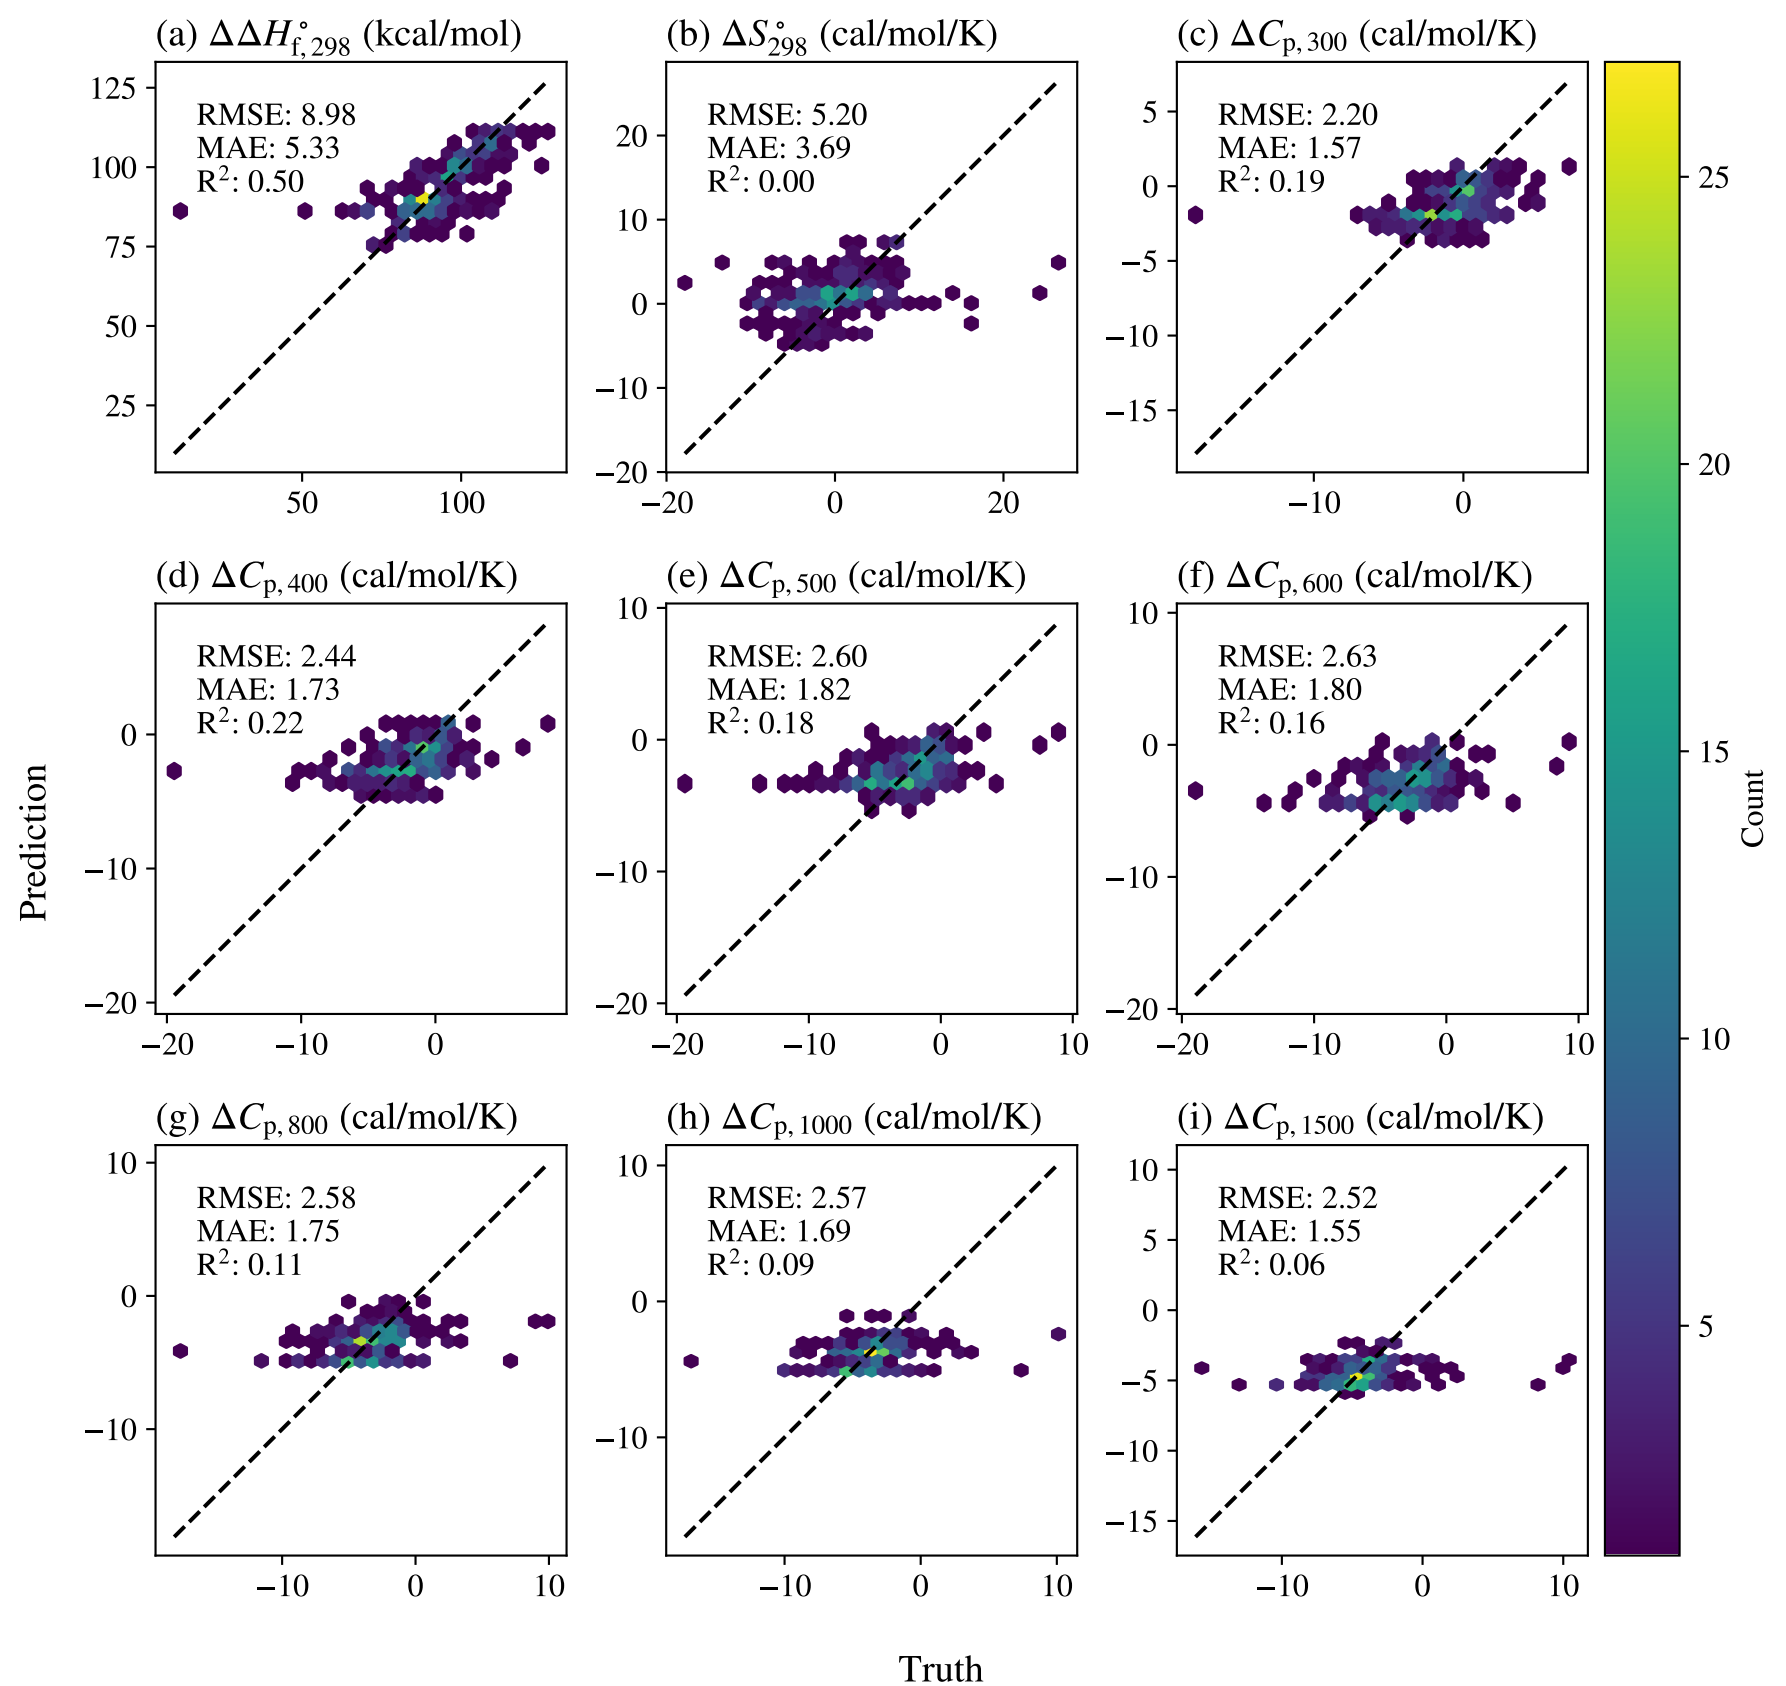 (a) ΔΔH°f, 298 (kcal/mol)
RMSE: 8.98
MAE: 5.33
R²: 0.50
125
100
75
50
25
50
100
(b) ΔS°298 (cal/mol/K)
RMSE: 5.20
MAE: 3.69
R²: 0.00
20
10
0
−10
−20
−20
0
20
(c) ΔCp, 300 (cal/mol/K)
RMSE: 2.20
MAE: 1.57
R²: 0.19
5
0
−5
−10
−15
−10
0
(d) ΔCp, 400 (cal/mol/K)
RMSE: 2.44
MAE: 1.73
R²: 0.22
0
−10
−20
−20
−10
0
(e) ΔCp, 500 (cal/mol/K)
RMSE: 2.60
MAE: 1.82
R²: 0.18
10
0
−10
−20
−20
−10
0
10
(f) ΔCp, 600 (cal/mol/K)
RMSE: 2.63
MAE: 1.80
R²: 0.16
10
0
−10
−20
−20
−10
0
10
(g) ΔCp, 800 (cal/mol/K)
RMSE: 2.58
MAE: 1.75
R²: 0.11
10
0
−10
−10
0
10
(h) ΔCp, 1000 (cal/mol/K)
RMSE: 2.57
MAE: 1.69
R²: 0.09
10
0
−10
−10
0
10
(i) ΔCp, 1500 (cal/mol/K)
RMSE: 2.52
MAE: 1.55
R²: 0.06
10
5
0
−5
−10
−15
−10
0
10
25
20
15
10
5
Count
Prediction
Truth